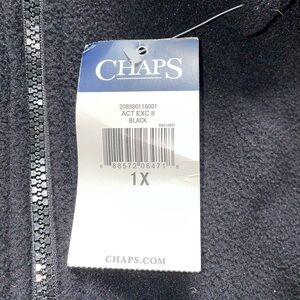 CHAPS
208580116001
ACT EXC II
BLACK
88572 06471
1X
CHAPS.COM